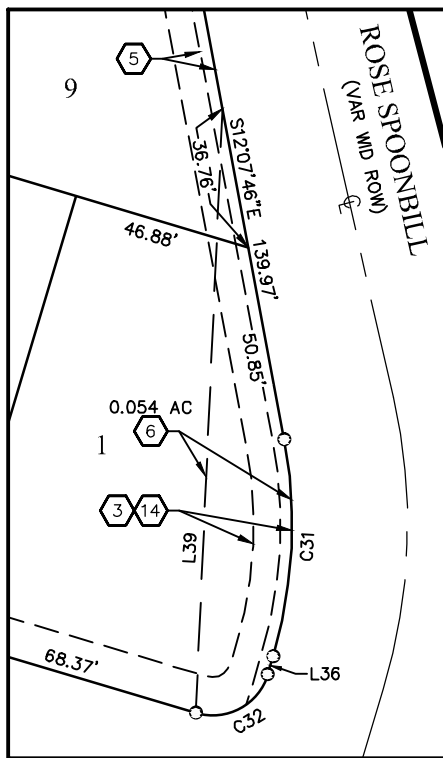 5
9
ROSE SPOONBILL
(VAR WID ROW)
℄
S12°07'46"E 139.97'
36.76'
46.88'
50.85'
0.054 AC
6
1
3 14
L39
C31
68.37'
L36
C32